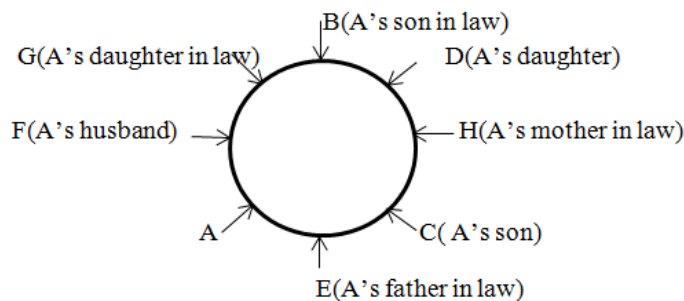 B(A's son in law)
G(A's daughter in law)
D(A's daughter)
F(A's husband)
H(A's mother in law)
A
C( A's son)
E(A's father in law)